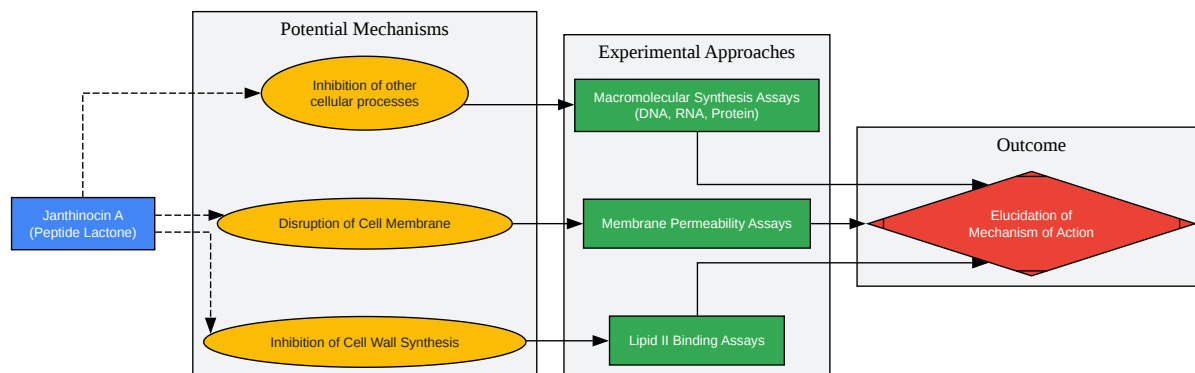 Potential Mechanisms
Experimental Approaches
Outcome
Inhibition of other
cellular processes
Macromolecular Synthesis Assays
(DNA, RNA, Protein)
Janthinocin A
(Peptide Lactone)
Disruption of Cell Membrane
Membrane Permeability Assays
Elucidation of
Mechanism of Action
Inhibition of Cell Wall Synthesis
Lipid II Binding Assays